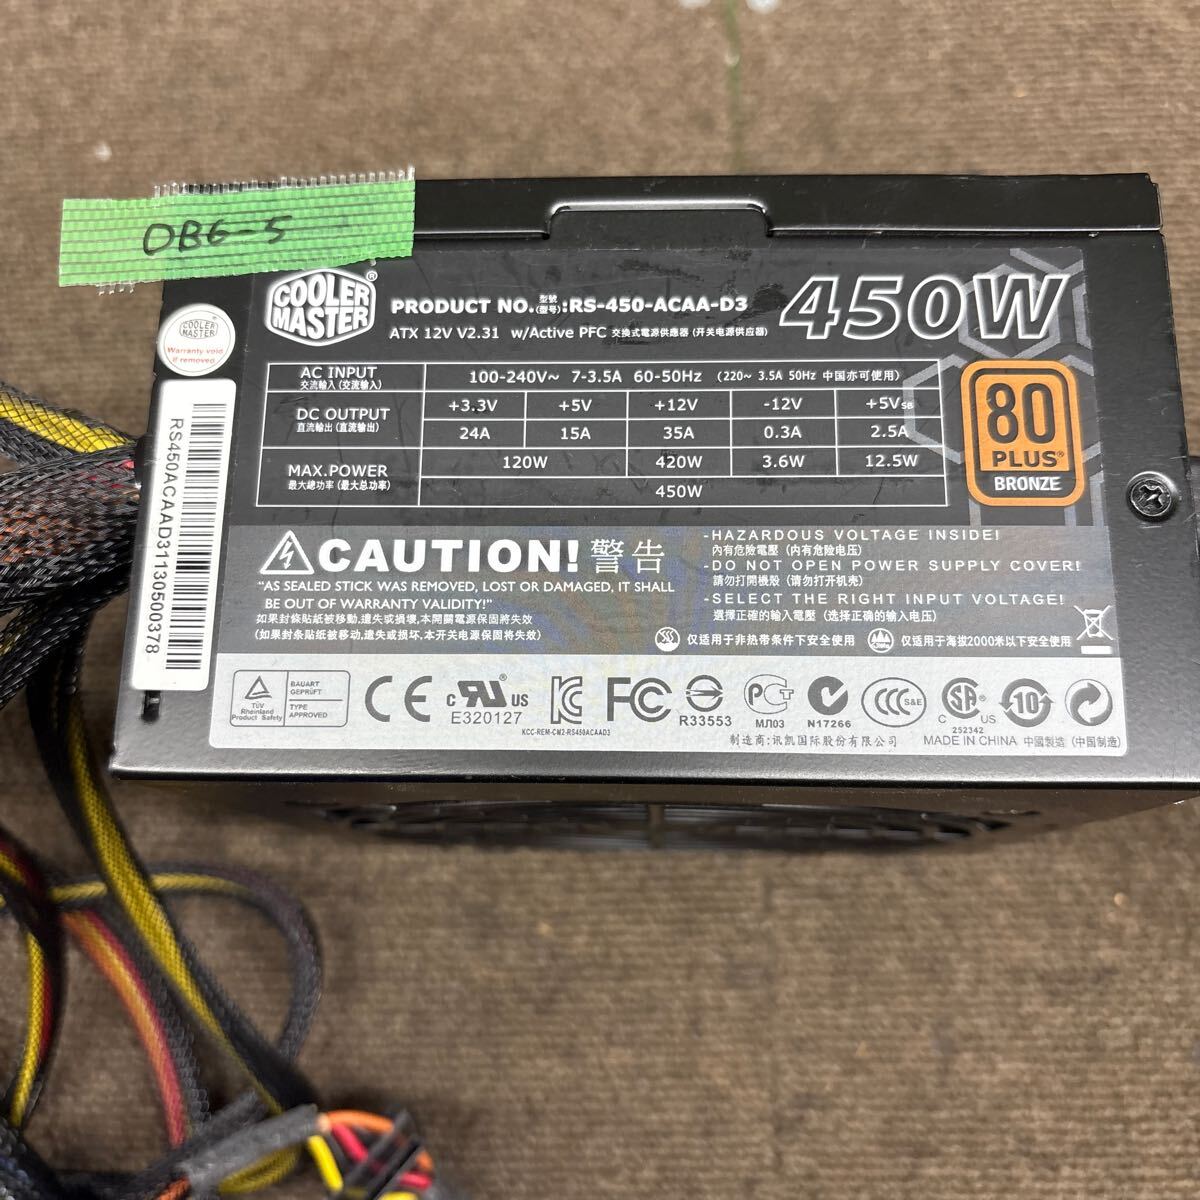 DBG-5
COOLER MASTER®
PRODUCT NO.(型號 型号):RS-450-ACAA-D3
450W
ATX 12V V2.31 w/Active PFC 交換式電源供應器 (开关电源供应器)
COOLER MASTER
Warranty void
if removed
RS450ACAAD31130500378
AC INPUT 交流輸入 (交流输入) 100-240V~ 7-3.5A 60-50Hz (220~ 3.5A 50Hz 中国亦可使用)
DC OUTPUT 直流輸出 (直流输出) +3.3V +5V +12V -12V +5VSB
24A 15A 35A 0.3A 2.5A
MAX.POWER 最大總功率 (最大总功率) 120W 420W 3.6W 12.5W
450W
80 PLUS® BRONZE
CAUTION! 警告
"AS SEALED STICK WAS REMOVED, LOST OR DAMAGED, IT SHALL
BE OUT OF WARRANTY VALIDITY!"
如果封條貼紙被移動,遺失或損壞,本開關電源保固將失效
(如果封条贴纸被移动,遗失或损坏,本开关电源保固将失效)
-HAZARDOUS VOLTAGE INSIDE!
內有危險電壓 (内有危险电压)
-DO NOT OPEN POWER SUPPLY COVER!
請勿打開機殼 (请勿打开机壳)
-SELECT THE RIGHT INPUT VOLTAGE!
選擇正確的輸入電壓 (选择正确的输入电压)
仅适用于非热带条件下安全使用
仅适用于海拔2000米以下安全使用
TÜV Rheinland Product Safety
BAUART GEPRÜFT
TYPE APPROVED
CE
c RU US
E320127
KC
KCC-REM-CM2-RS450ACAAD3
FC
R33553
РСТ
МЛ03
N17266
CCC S&E
SA® C US
252342
10
制造商:讯凯国际股份有限公司
MADE IN CHINA 中國製造 (中国制造)